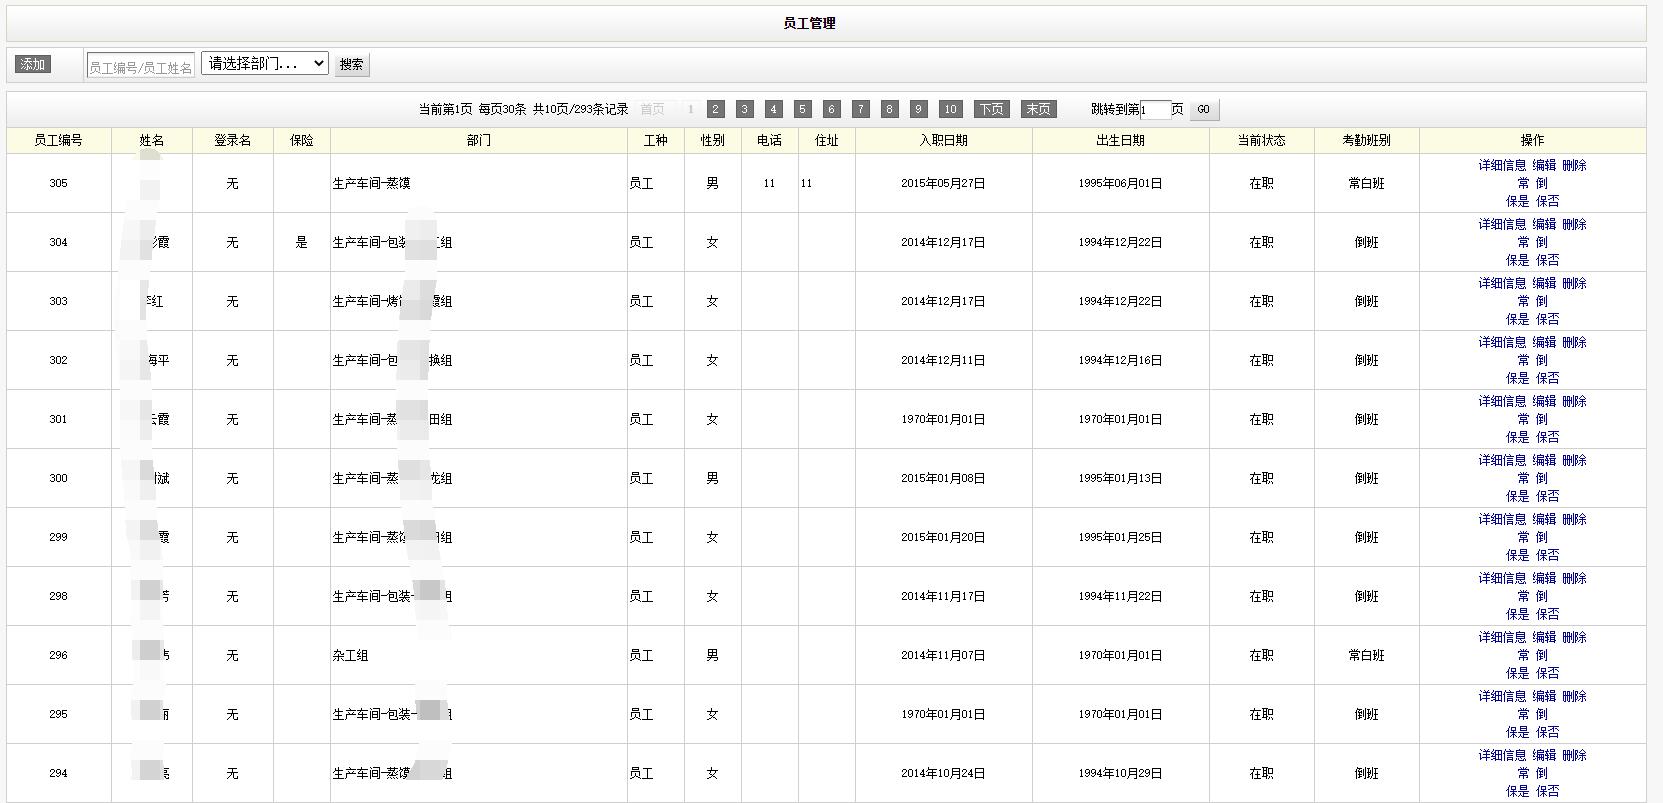 员工管理
添加 员工编号/员工姓名 请选择部门... 搜索
当前第1页 每页30条 共10页/293条记录 首页 1 2 3 4 5 6 7 8 9 10 下页 末页 跳转到第1页 GO
员工编号 姓名 登录名 保险 部门 工种 性别 电话 住址 入职日期 出生日期 当前状态 考勤班别 操作
305 无 生产车间-蒸馍 员工 男 11 11 2015年05月27日 1995年06月01日 在职 常白班 详细信息 编辑 删除
常 倒
保是 保否
304 霞 无 是 生产车间-包装 组 员工 女 2014年12月17日 1994年12月22日 在职 倒班 详细信息 编辑 删除
常 倒
保是 保否
303 红 无 生产车间-烤 霞组 员工 女 2014年12月17日 1994年12月22日 在职 倒班 详细信息 编辑 删除
常 倒
保是 保否
302 海平 无 生产车间-包 换组 员工 女 2014年12月11日 1994年12月16日 在职 倒班 详细信息 编辑 删除
常 倒
保是 保否
301 云霞 无 生产车间-蒸 田组 员工 女 1970年01月01日 1970年01月01日 在职 倒班 详细信息 编辑 删除
常 倒
保是 保否
300 斌 无 生产车间-蒸 龙组 员工 男 2015年01月08日 1995年01月13日 在职 倒班 详细信息 编辑 删除
常 倒
保是 保否
299 霞 无 生产车间-蒸 组 员工 女 2015年01月20日 1995年01月25日 在职 倒班 详细信息 编辑 删除
常 倒
保是 保否
298 无 生产车间-包装- 组 员工 女 2014年11月17日 1994年11月22日 在职 倒班 详细信息 编辑 删除
常 倒
保是 保否
296 无 杂工组 员工 男 2014年11月07日 1970年01月01日 在职 常白班 详细信息 编辑 删除
常 倒
保是 保否
295 无 生产车间-包装- 组 员工 女 1970年01月01日 1970年01月01日 在职 倒班 详细信息 编辑 删除
常 倒
保是 保否
294 亮 无 生产车间-蒸馍 组 员工 女 2014年10月24日 1994年10月29日 在职 倒班 详细信息 编辑 删除
常 倒
保是 保否